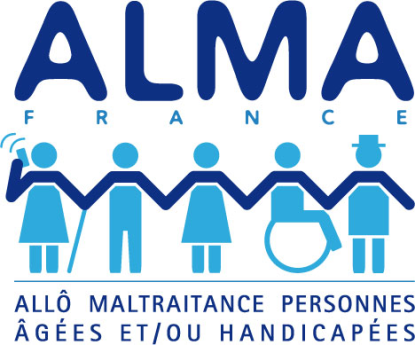 ALMA
FRANCE
ALLÔ MALTRAITANCE PERSONNES
ÂGÉES ET/OU HANDICAPÉES